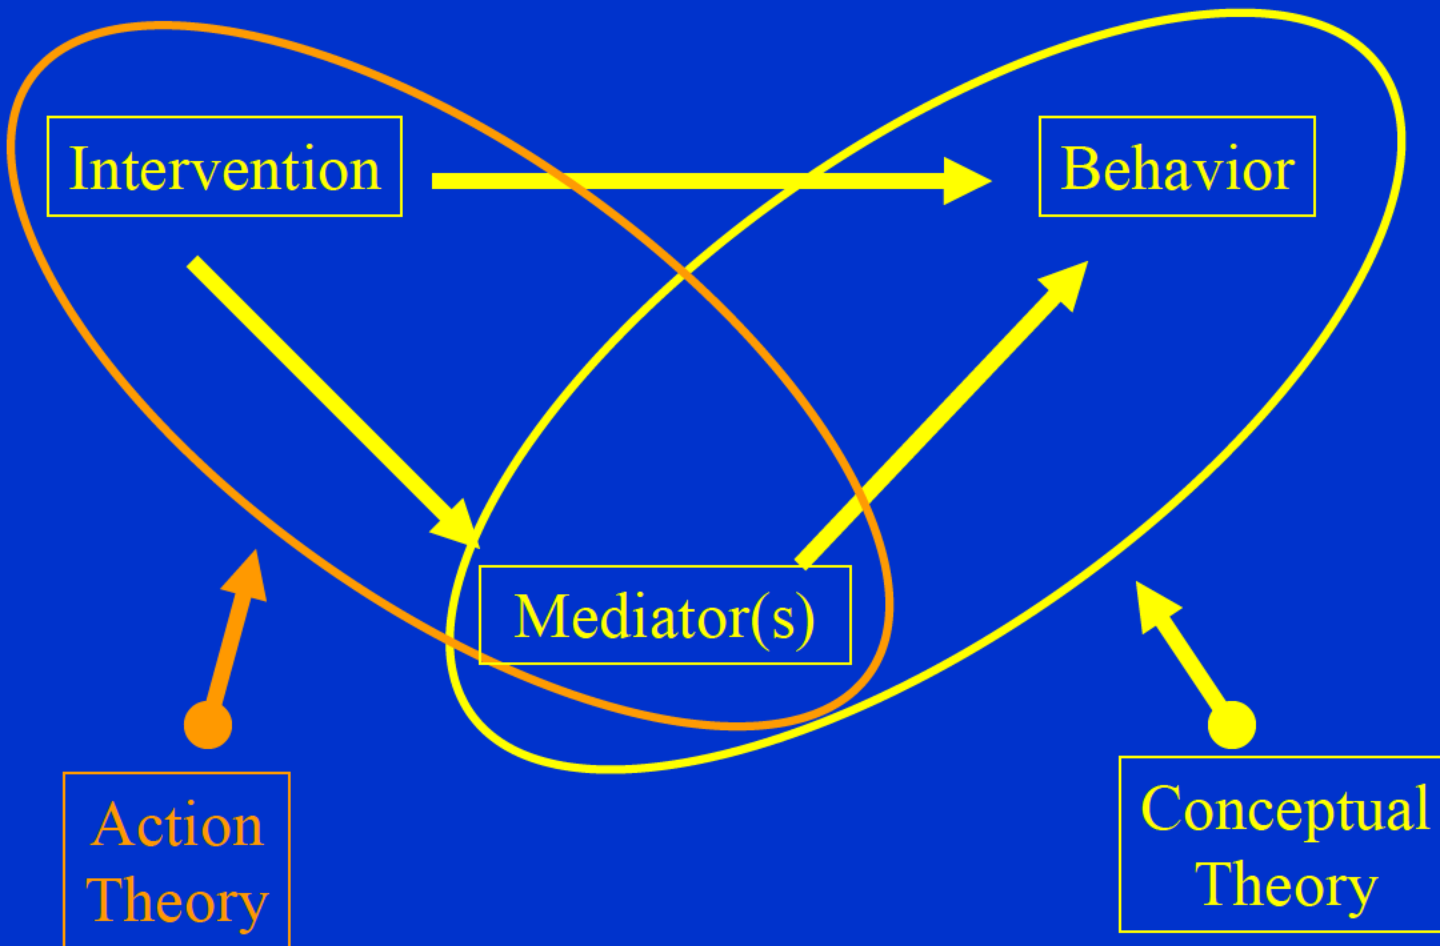 Intervention
Behavior
Mediator(s)
Action
Theory
Conceptual
Theory